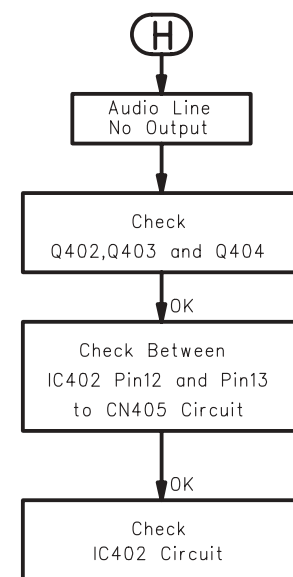 H
Audio Line
No Output
Check
Q402,Q403 and Q404
OK
Check Between
IC402 Pin12 and Pin13
to CN405 Circuit
OK
Check
IC402 Circuit